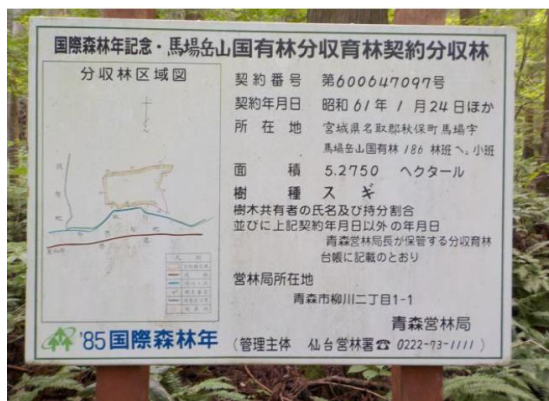 国際森林年記念・馬場岳山国有林分収育林契約分収林
分収林区域図
契約番号 第600647097号
契約年月日 昭和61年1月24日ほか
所在地 宮城県名取郡秋保町馬場字
馬場岳山国有林186林班へ2小班
面積 5.2750 ヘクタール
樹種 スギ
樹木共有者の氏名及び持分割合
並びに上記契約年月日以外の年月日
青森営林局長が保管する分収育林
台帳に記載のとおり
営林局所在地
青森市柳川二丁目1-1
青森営林局
'85国際森林年
(管理主体 仙台営林署☎0222-73-1111)